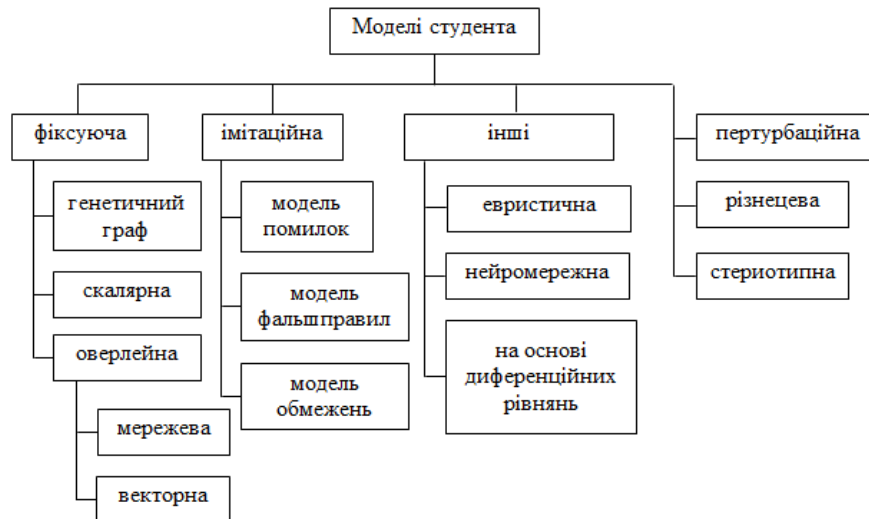 Моделі студента
фіксуюча
імітаційна
інші
пертурбаційна
генетичний
граф
модель
помилок
евристична
різнецева
скалярна
модель
фальшправил
нейромережна
стериотипна
оверлейна
модель
обмежень
на основі
диференційних
рівнянь
мережева
векторна